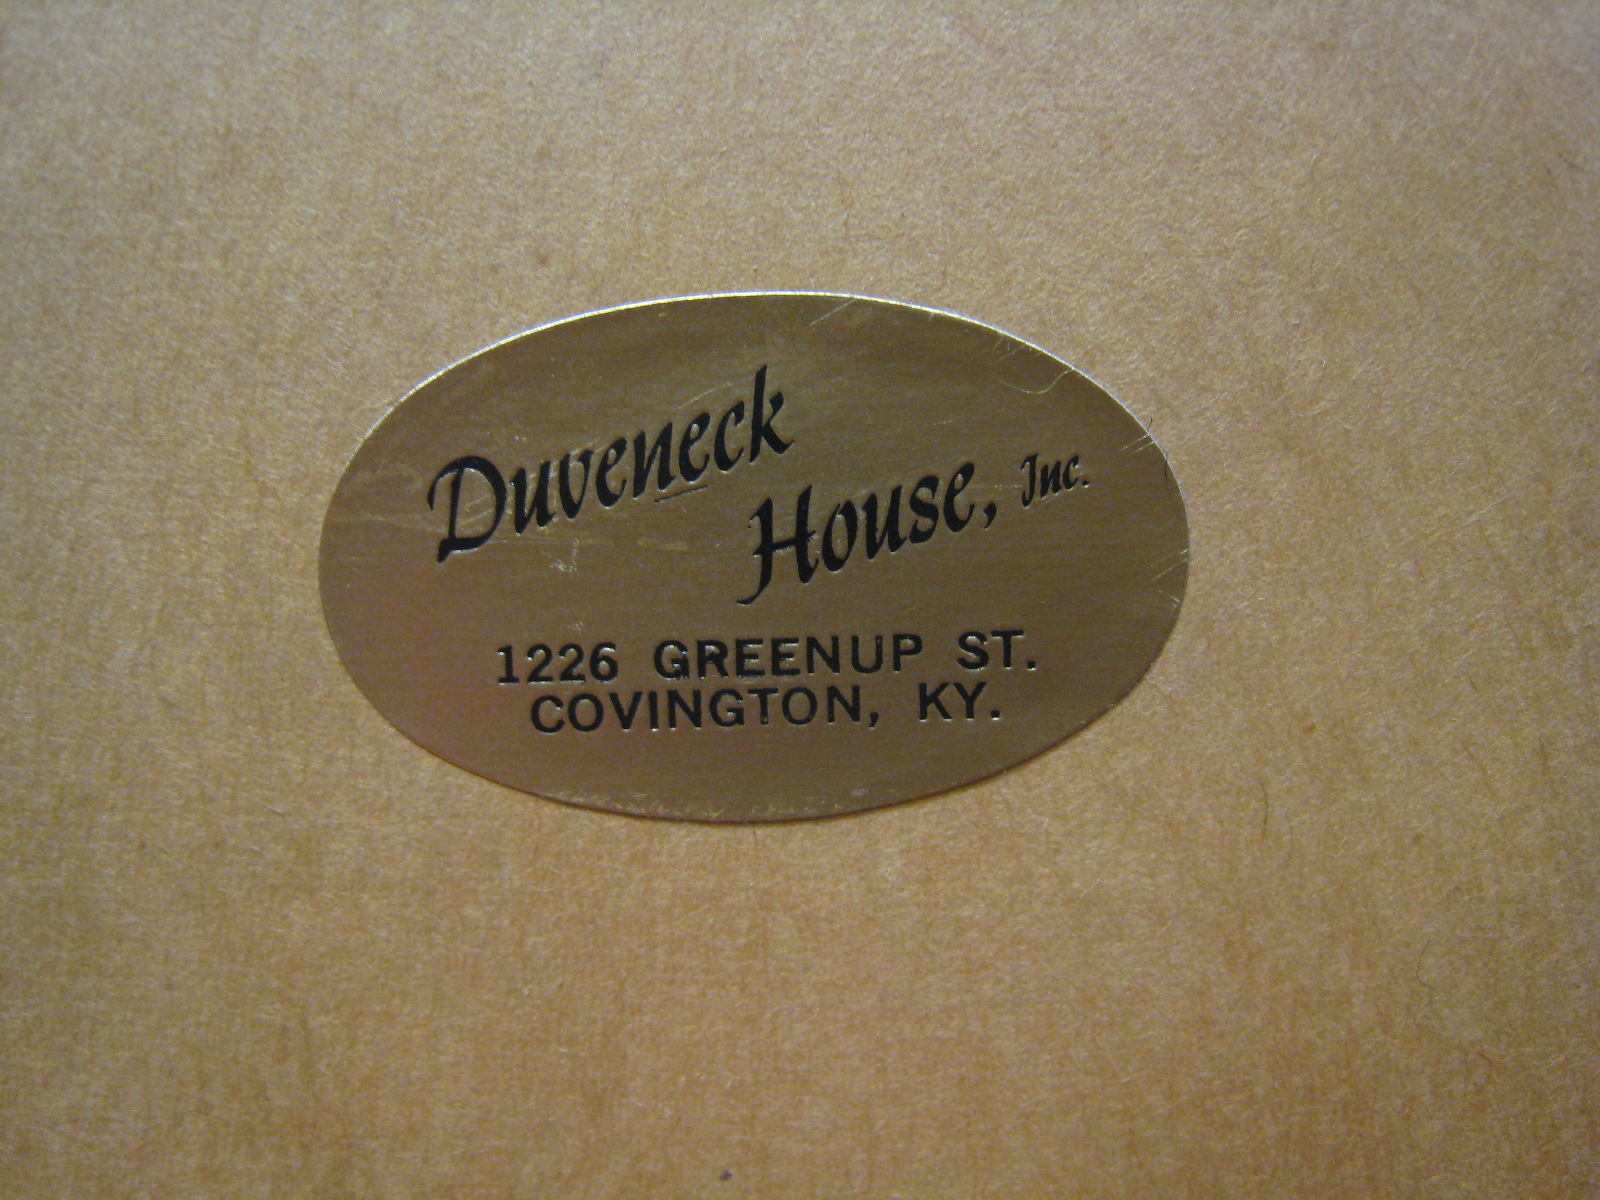 Duveneck
House, Inc.
1226 GREENUP ST.
COVINGTON, KY.